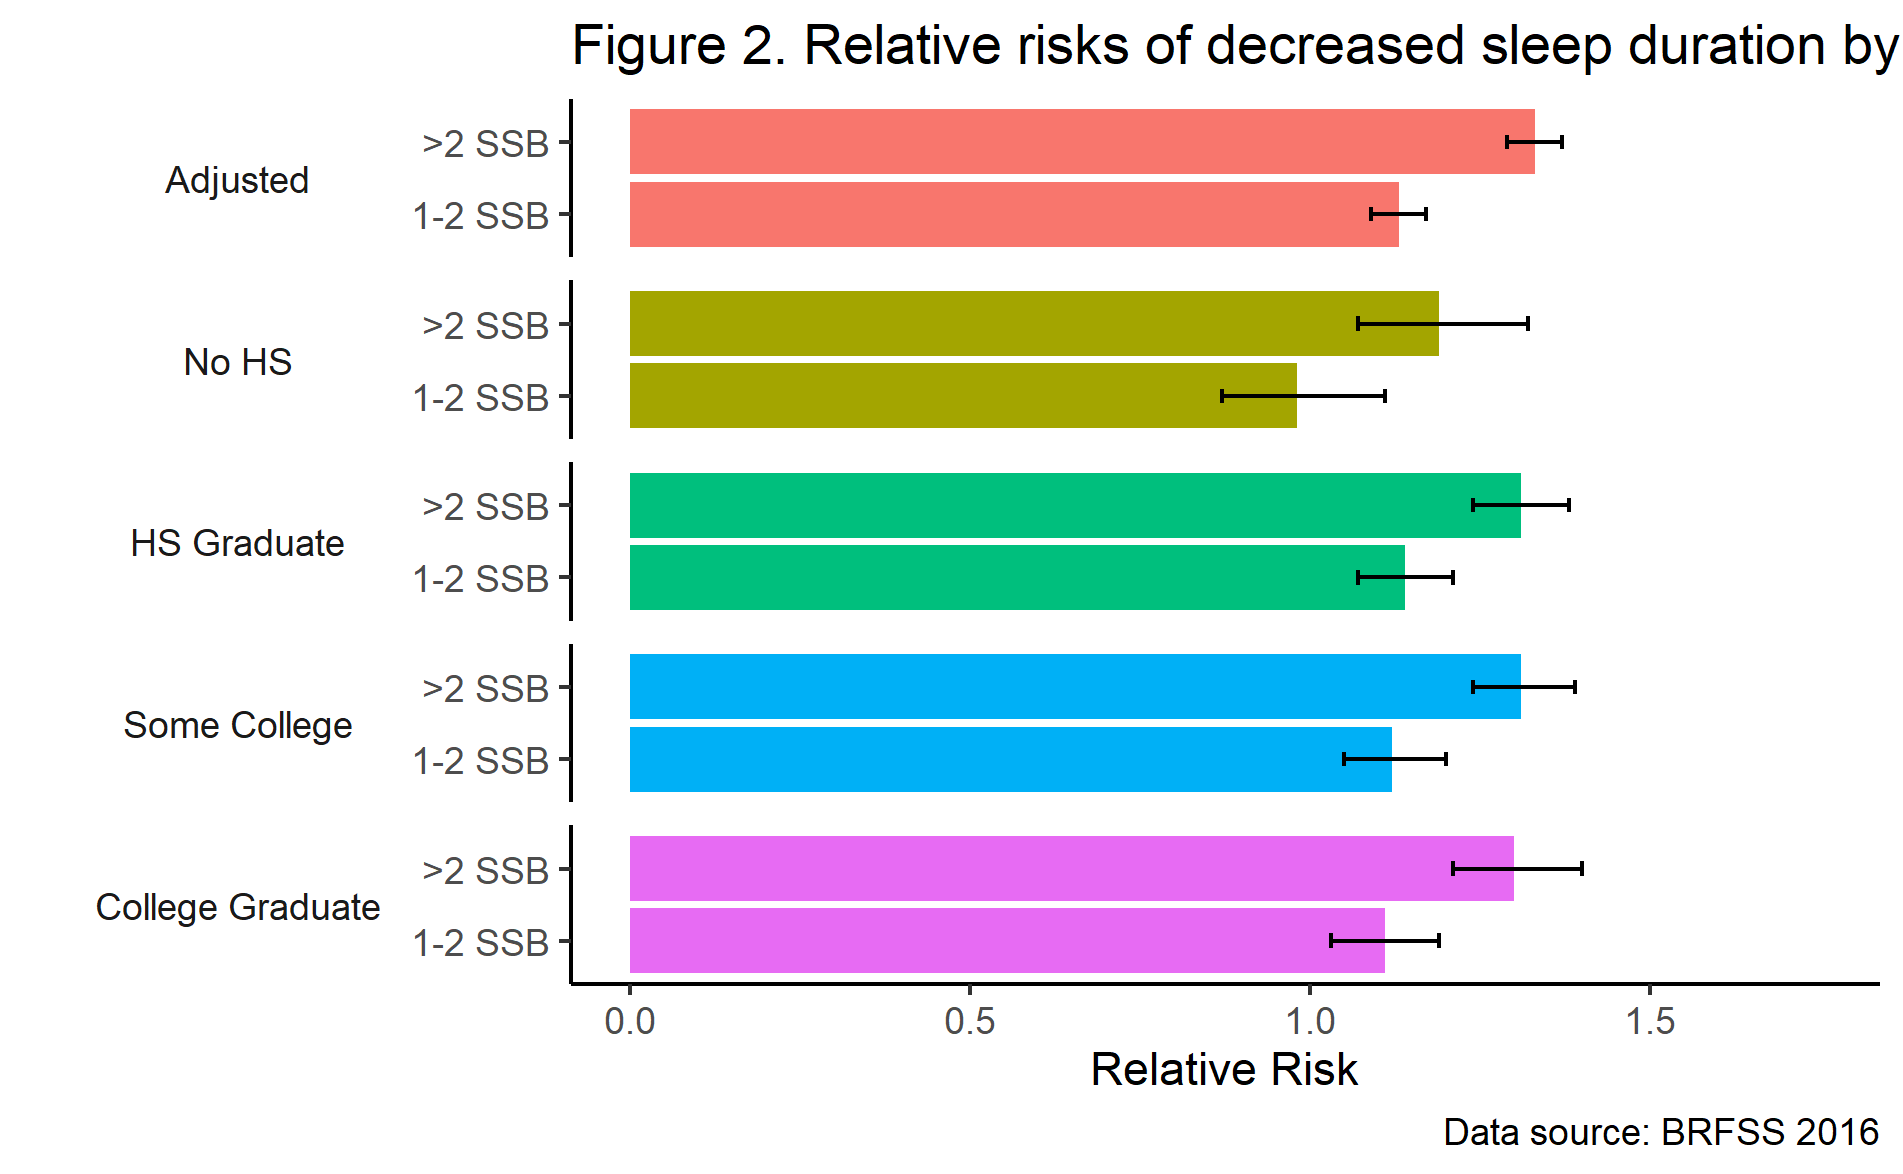 Figure 2. Relative risks of decreased sleep duration by
Adjusted
>2 SSB
1-2 SSB
No HS
>2 SSB
1-2 SSB
HS Graduate
>2 SSB
1-2 SSB
Some College
>2 SSB
1-2 SSB
College Graduate
>2 SSB
1-2 SSB
0.0 0.5 1.0 1.5
Relative Risk
Data source: BRFSS 2016